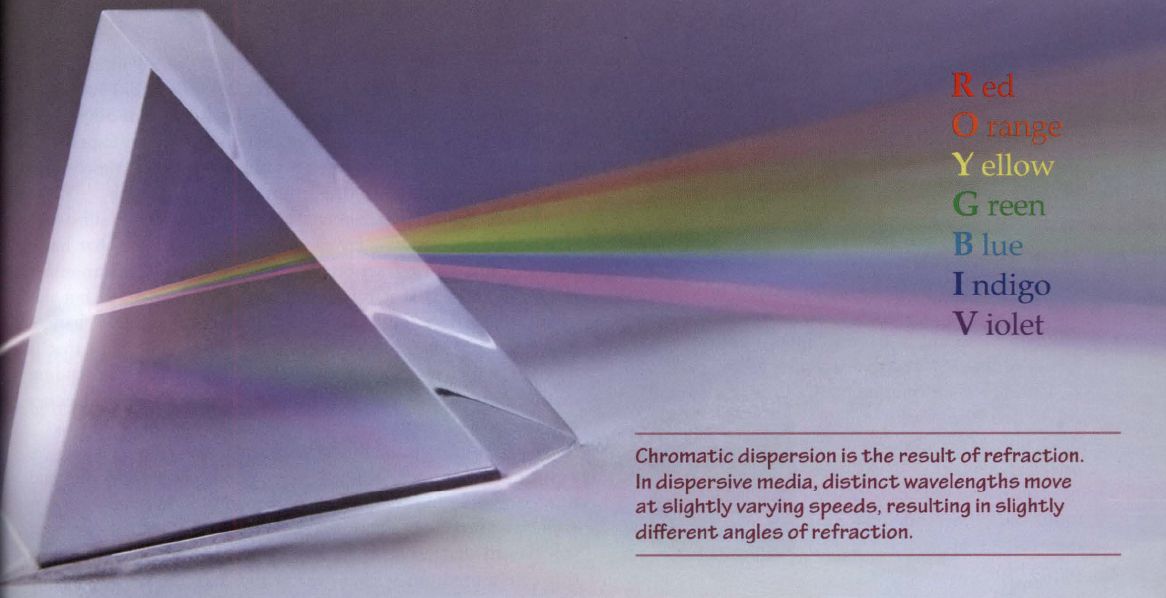 R ed
O range
Y ellow
G reen
B lue
I ndigo
V iolet
Chromatic dispersion is the result of refraction.
In dispersive media, distinct wavelengths move
at slightly varying speeds, resulting in slightly
different angles of refraction.